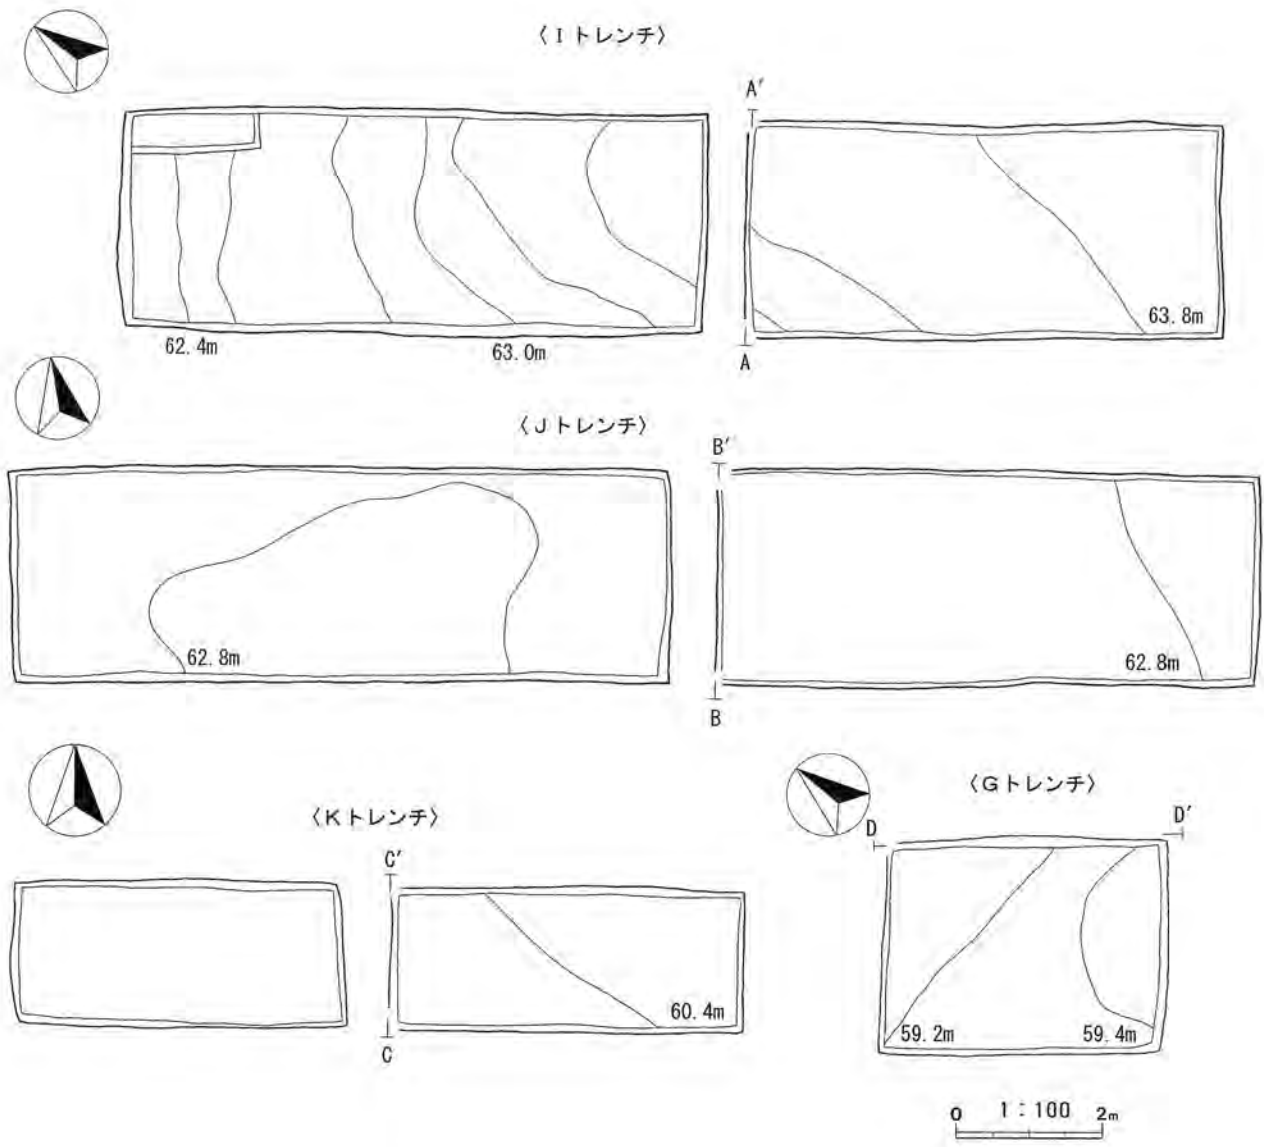 〈Ｉトレンチ〉
A′
63.8m
62.4m
63.0m
A
〈Ｊトレンチ〉
B′
62.8m
62.8m
B
〈Ｋトレンチ〉
〈Ｇトレンチ〉
C′
D
D′
60.4m
59.2m
59.4m
C
0 1：100 2m